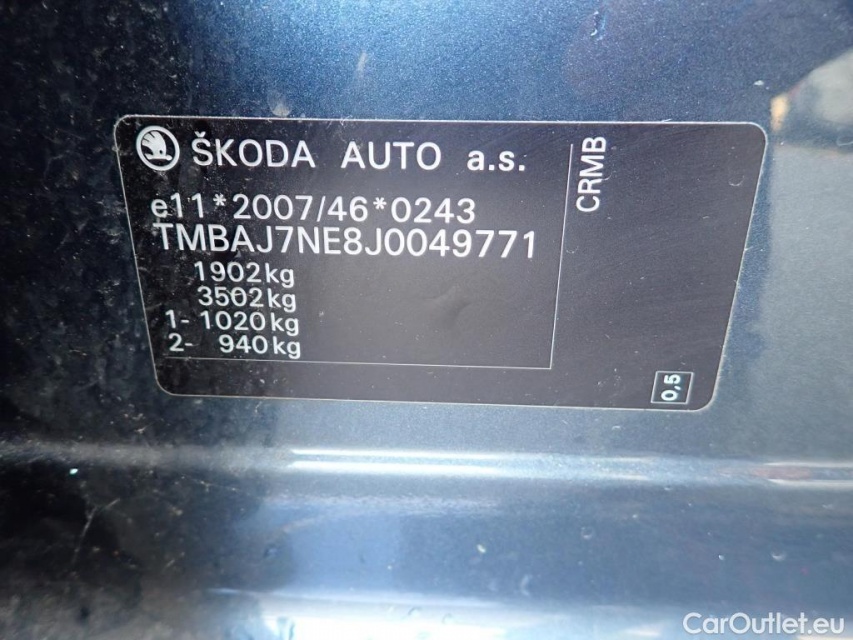 ŠKODA AUTO a.s.
e11*2007/46*0243
TMBAJ7NE8J0049771
1902kg
3502kg
1- 1020kg
2- 940kg
CRMB
0,5
CarOutlet.eu